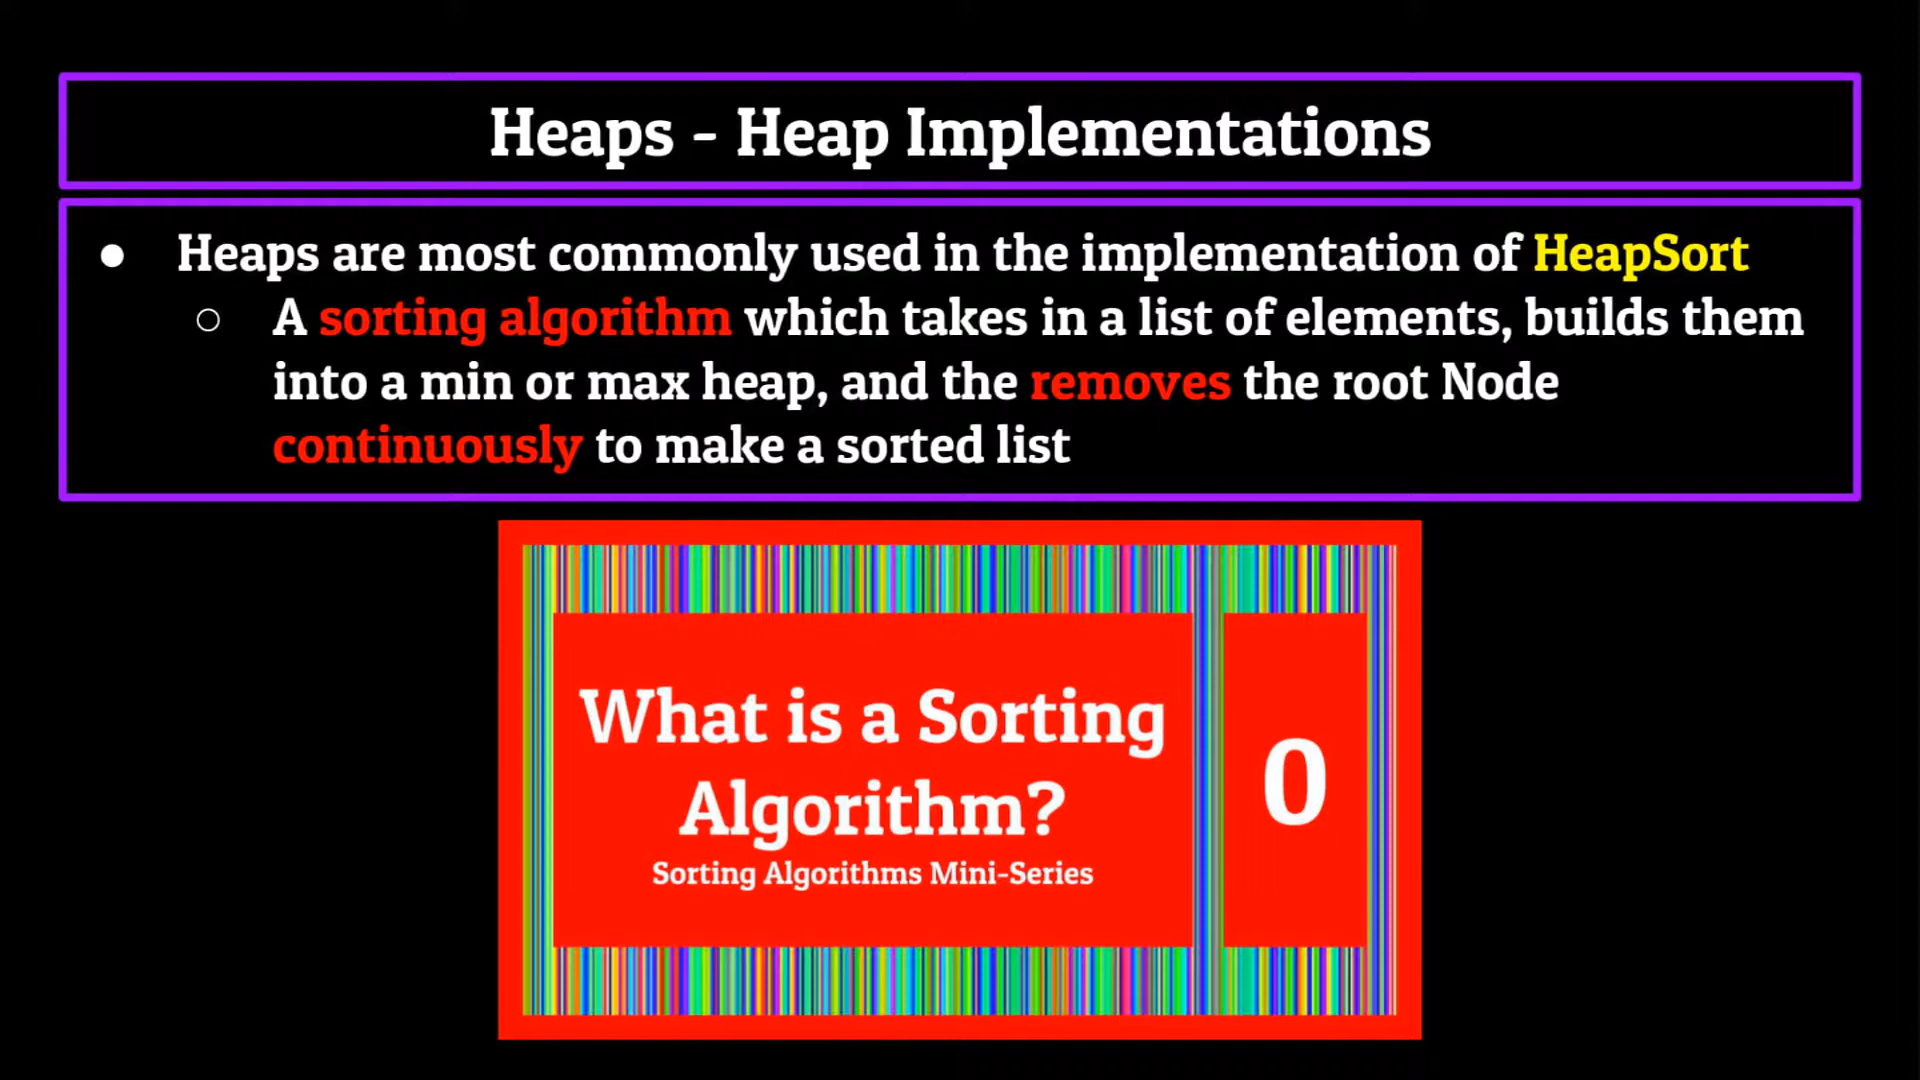 Heaps - Heap Implementations
● Heaps are most commonly used in the implementation of HeapSort
○ A sorting algorithm which takes in a list of elements, builds them
into a min or max heap, and the removes the root Node
continuously to make a sorted list
What is a Sorting
Algorithm?
Sorting Algorithms Mini-Series
0